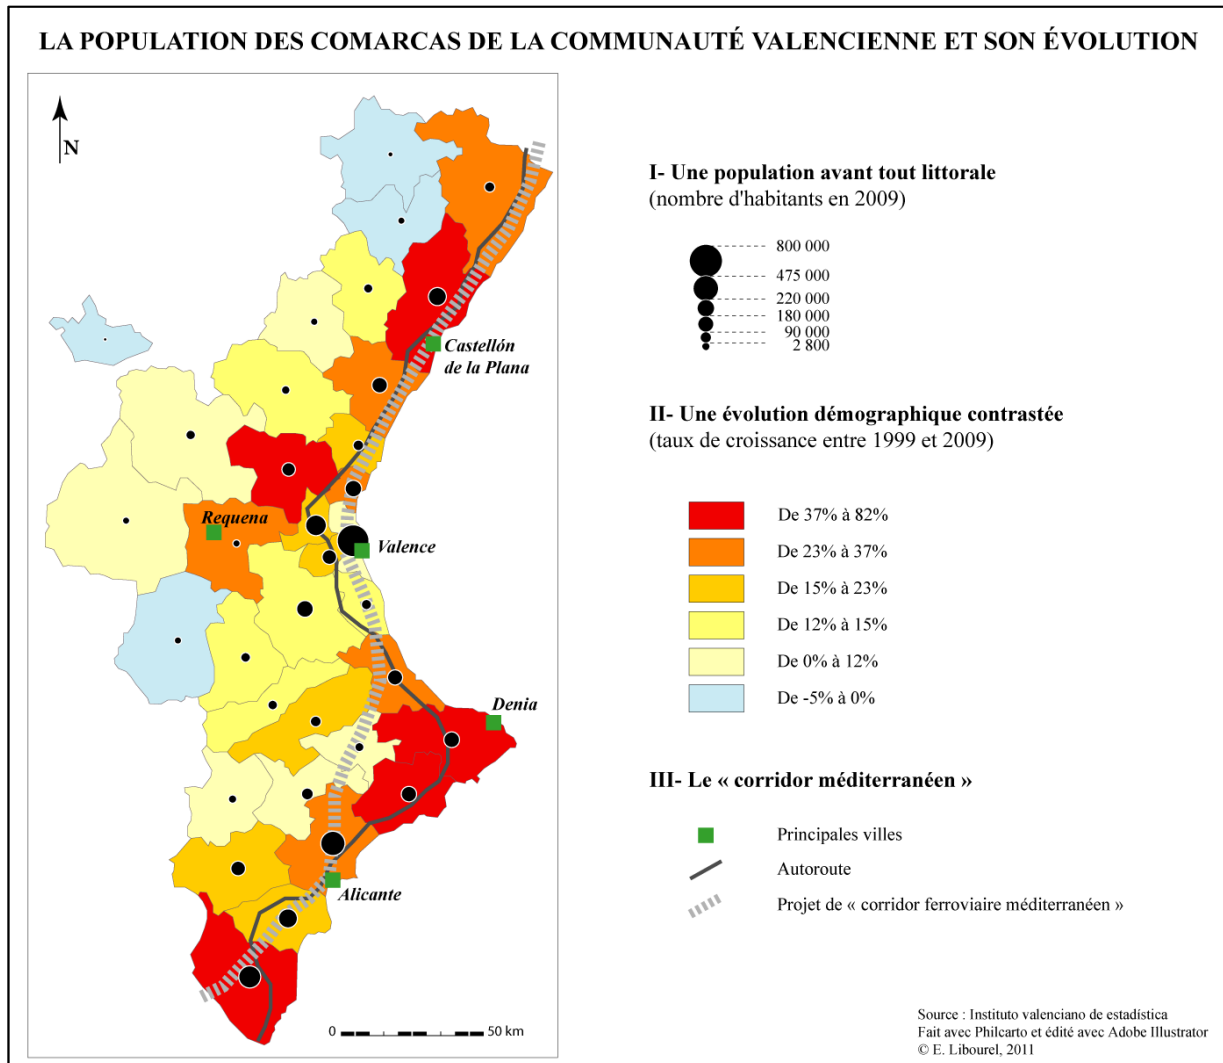 LA POPULATION DES COMARCAS DE LA COMMUNAUTÉ VALENCIENNE ET SON ÉVOLUTION
N
Castellón
de la Plana
Requena
Valence
Denia
Alicante
0 50 km
I- Une population avant tout littorale
(nombre d'habitants en 2009)
800 000
475 000
220 000
180 000
90 000
2 800
II- Une évolution démographique contrastée
(taux de croissance entre 1999 et 2009)
De 37% à 82%
De 23% à 37%
De 15% à 23%
De 12% à 15%
De 0% à 12%
De -5% à 0%
III- Le « corridor méditerranéen »
Principales villes
Autoroute
Projet de « corridor ferroviaire méditerranéen »
Source : Instituto valenciano de estadística
Fait avec Philcarto et édité avec Adobe Illustrator
© E. Libourel, 2011